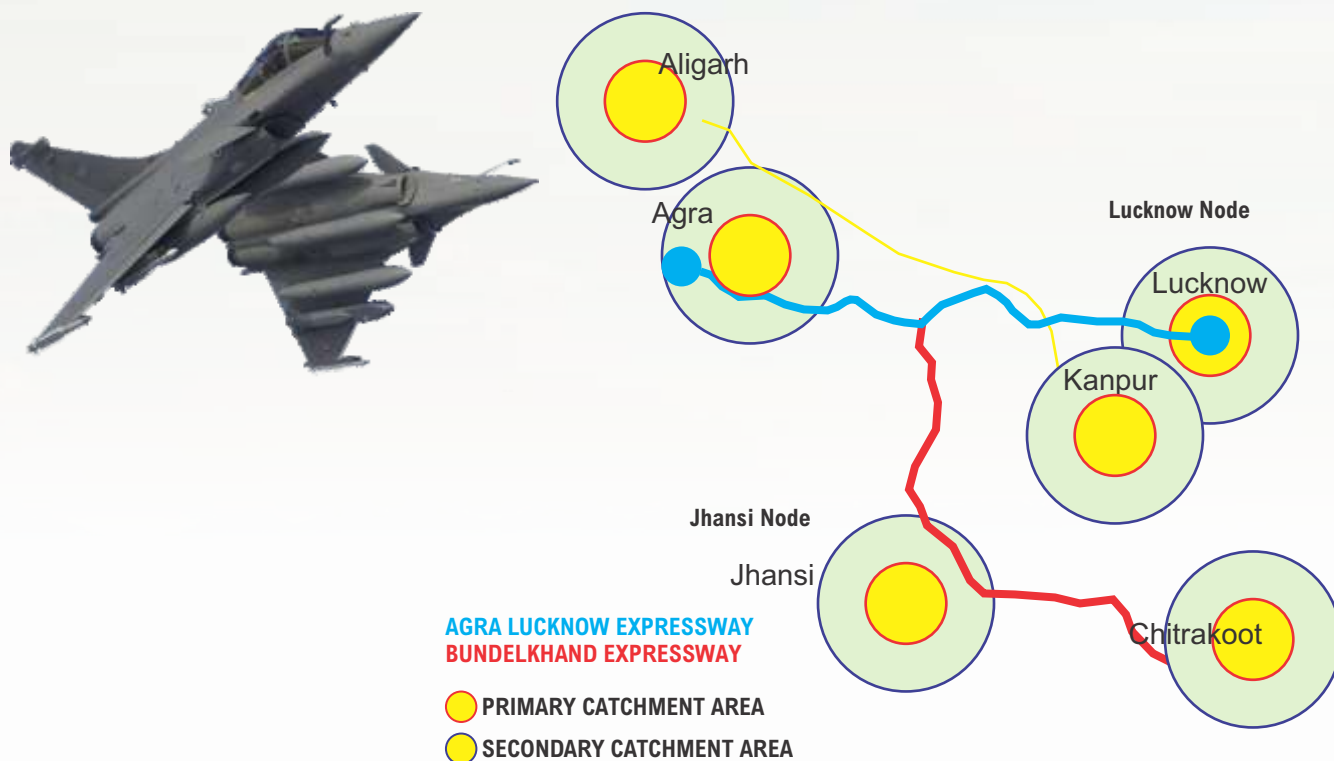 Aligarh
Agra
Lucknow Node
Lucknow
Kanpur
Jhansi Node
Jhansi
AGRA LUCKNOW EXPRESSWAY
BUNDELKHAND EXPRESSWAY
Chitrakoot
PRIMARY CATCHMENT AREA
SECONDARY CATCHMENT AREA